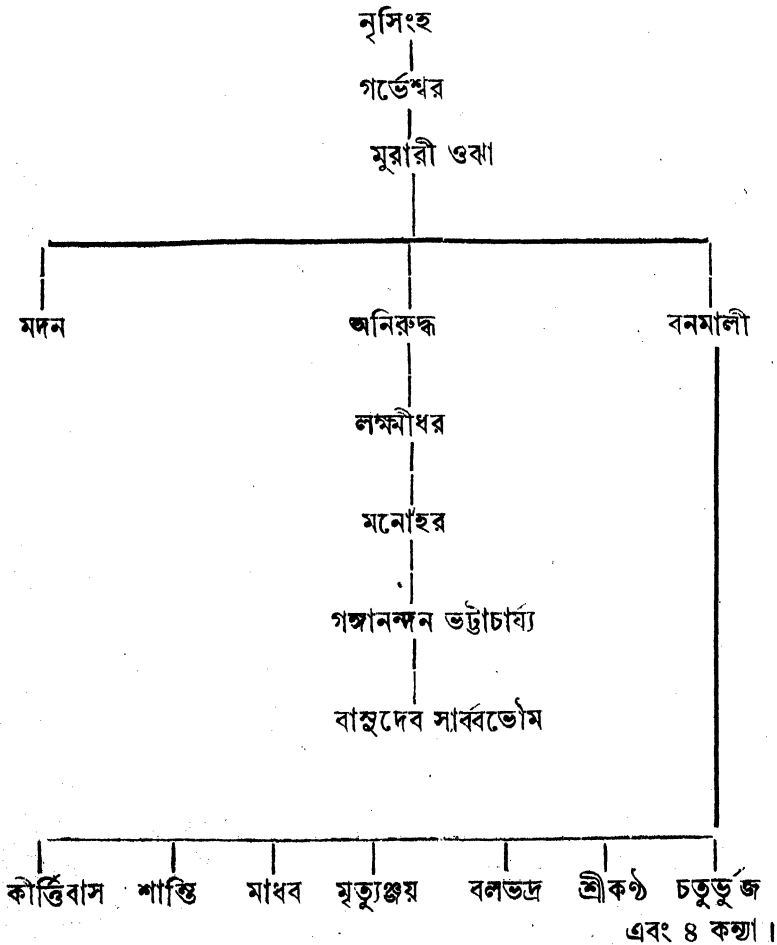 নৃসিংহ
গর্ভেশ্বর
মুরারী ওঝা
মদন অনিরুদ্ধ বনমালী
লক্ষ্মীধর
মনোহর
গঙ্গানন্দন ভট্টাচার্য্য
বাসুদেব সার্ব্বভৌম
কীর্ত্তিবাস শান্তি মাধব মৃত্যুঞ্জয় বলভদ্র শ্রীকণ্ঠ চতুর্ভুজ
এবং ৪ কন্যা।